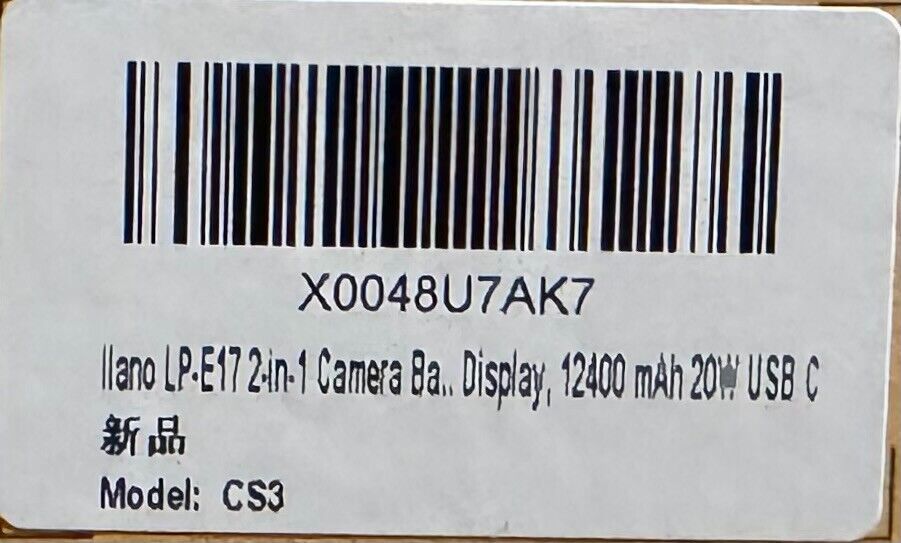 X0048U7AK7
llano LP-E17 2-in-1 Camera Ba.. Display, 12400 mAh 20W USB C
新品
Model: CS3